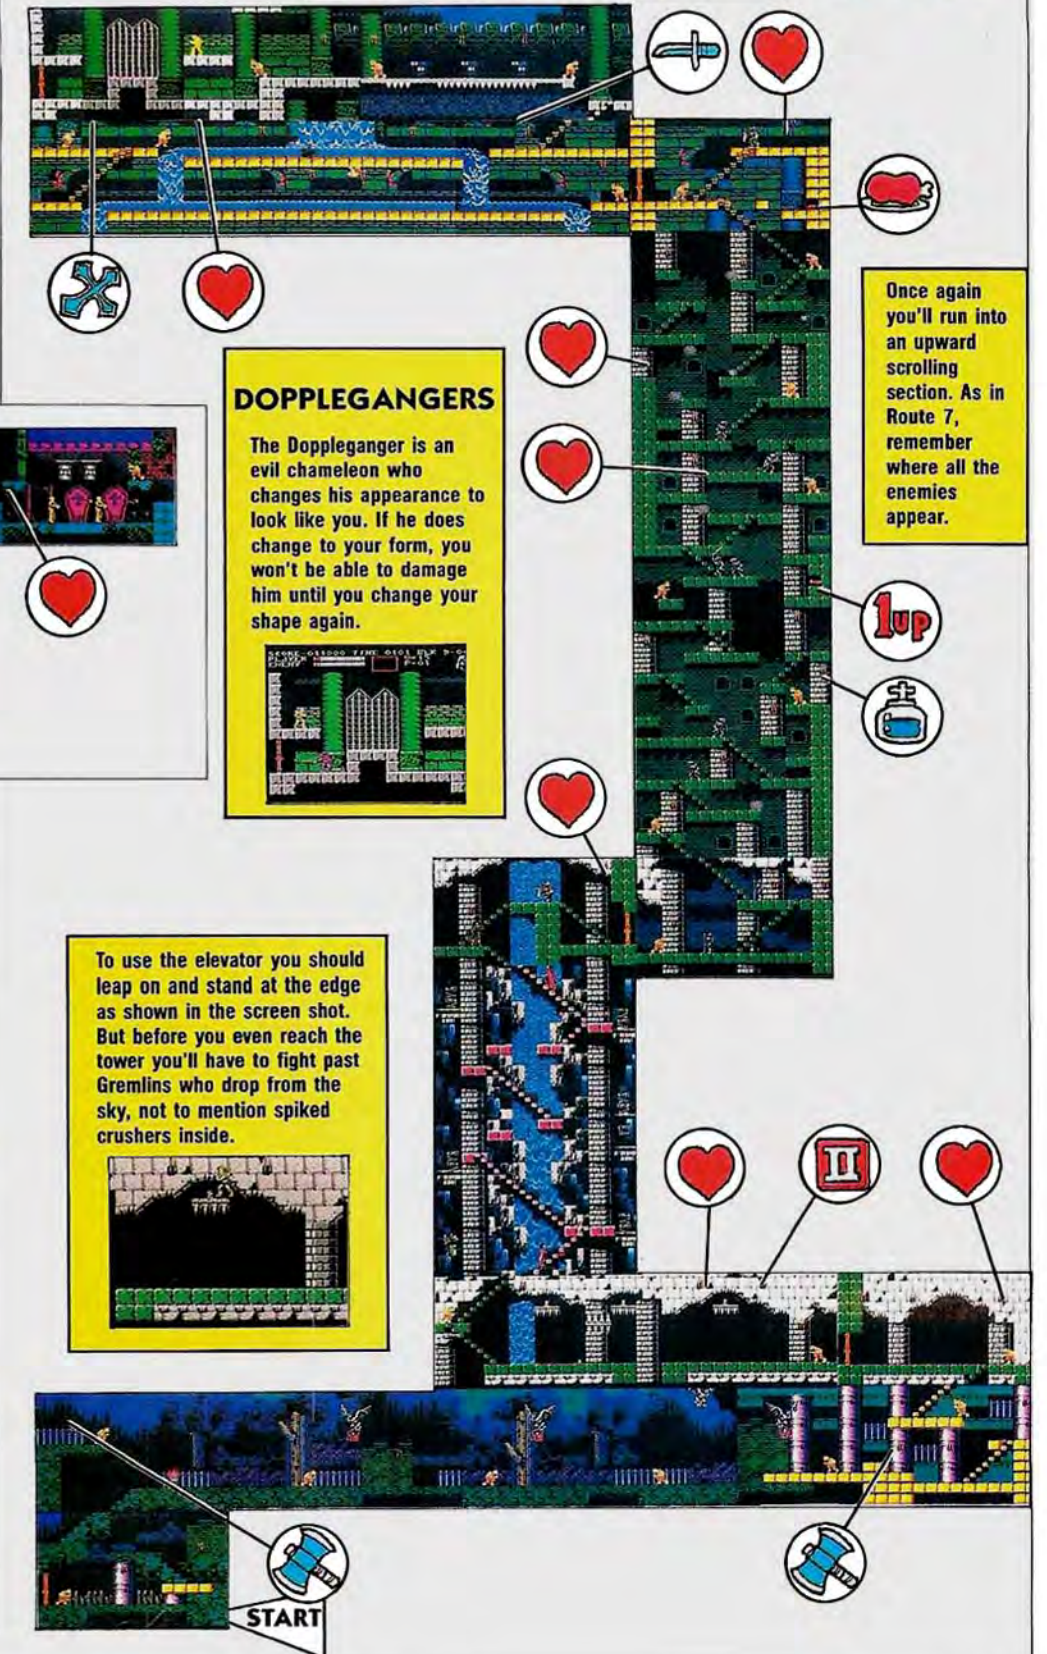 Once again
you'll run into
an upward
scrolling
section. As in
Route 7,
remember
where all the
enemies
appear.
DOPPLEGANGERS
The Doppleganger is an
evil chameleon who
changes his appearance to
look like you. If he does
change to your form, you
won't be able to damage
him until you change your
shape again.
PLAYER
ENEMY
1UP
To use the elevator you should
leap on and stand at the edge
as shown in the screen shot.
But before you even reach the
tower you'll have to fight past
Gremlins who drop from the
sky, not to mention spiked
crushers inside.
II
START